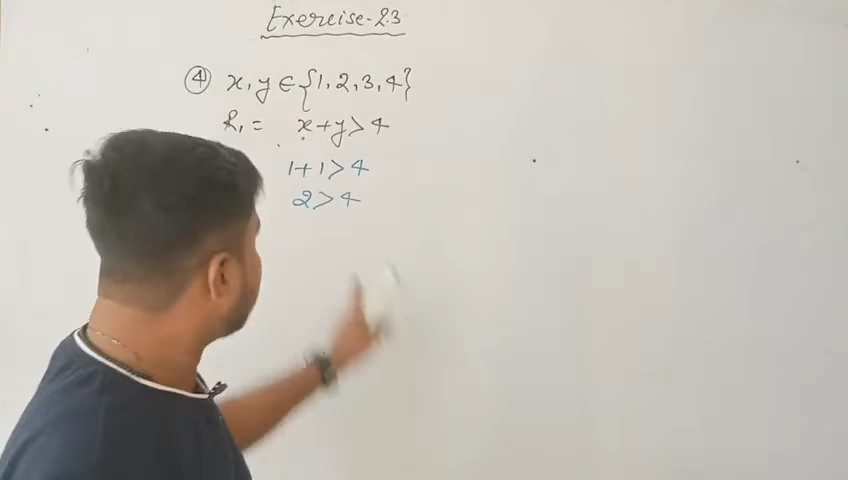 Exercise-2.3
④ x, y ∈ {1, 2, 3, 4}
R₁ = x+y>4
1+1>4
2>4